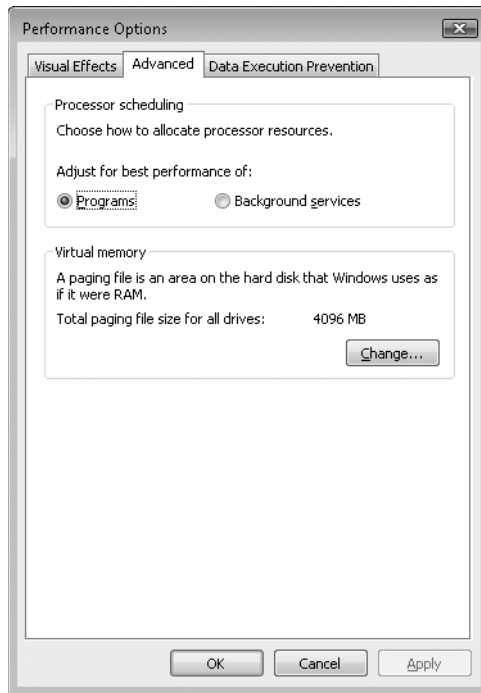 Performance Options
Visual Effects Advanced Data Execution Prevention
Processor scheduling
Choose how to allocate processor resources.
Adjust for best performance of:
Programs Background services
Virtual memory
A paging file is an area on the hard disk that Windows uses as
if it were RAM.
Total paging file size for all drives: 4096 MB
Change...
OK Cancel Apply